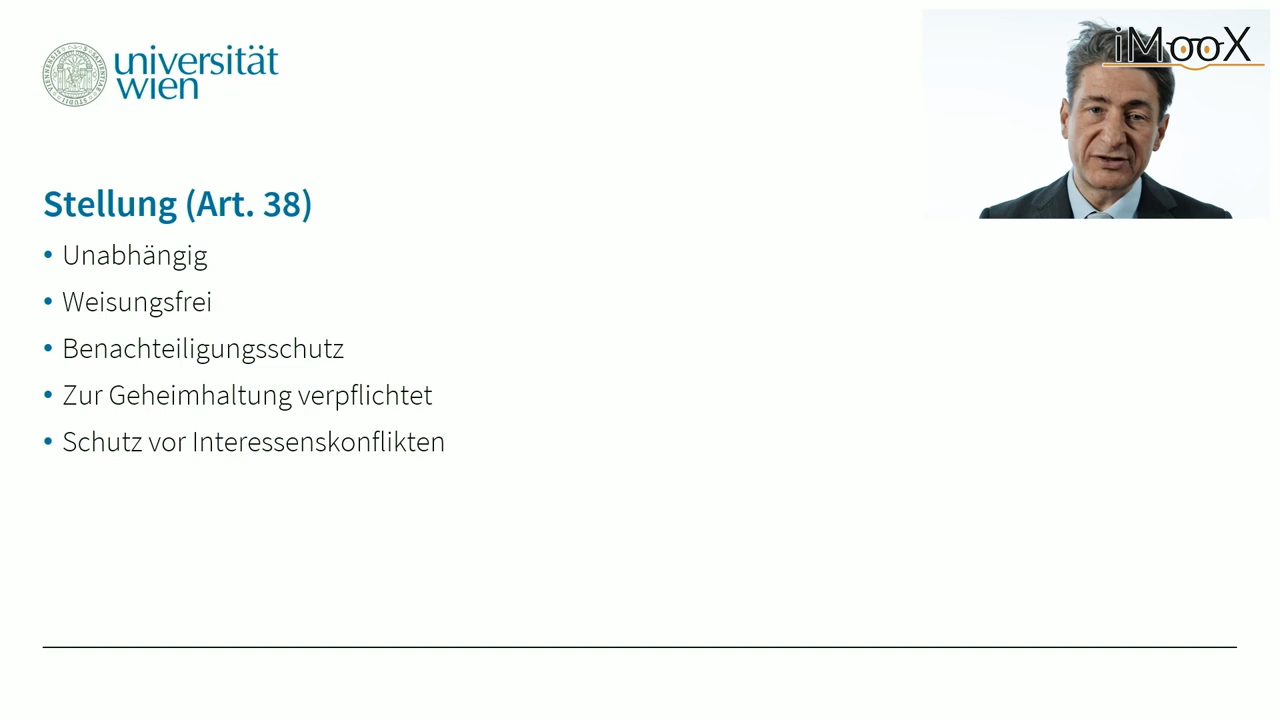 universität
wien
iMooX
Stellung (Art. 38)
• Unabhängig
• Weisungsfrei
• Benachteiligungsschutz
• Zur Geheimhaltung verpflichtet
• Schutz vor Interessenskonflikten